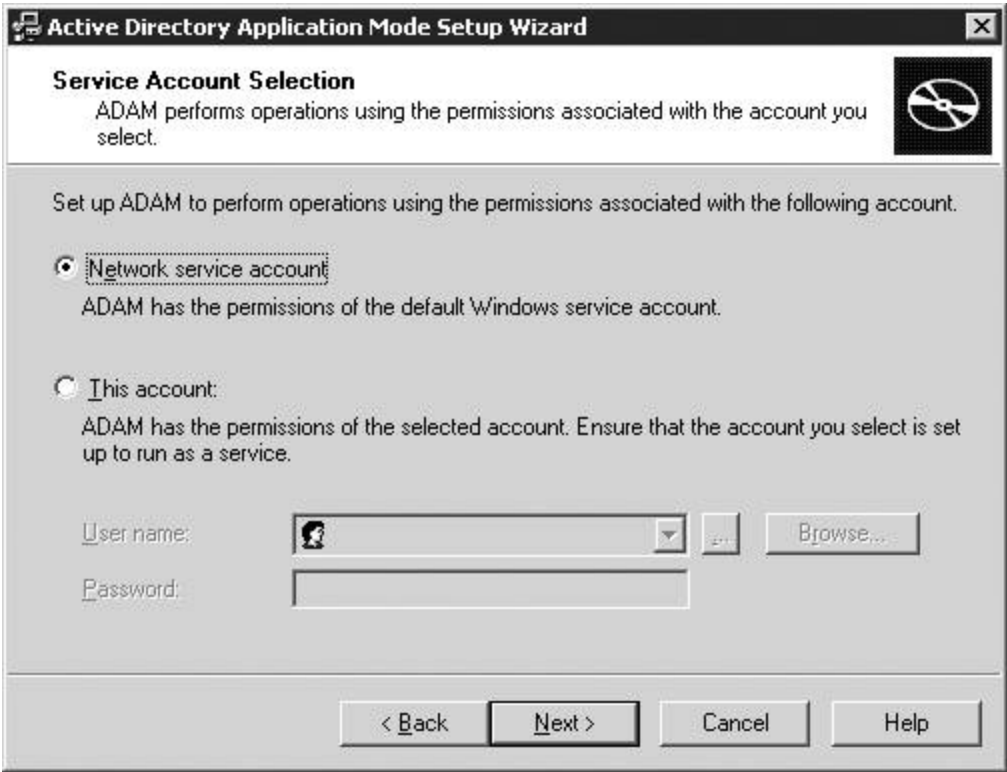 Active Directory Application Mode Setup Wizard
Service Account Selection
ADAM performs operations using the permissions associated with the account you
select.
Set up ADAM to perform operations using the permissions associated with the following account.
Network service account
ADAM has the permissions of the default Windows service account.
This account:
ADAM has the permissions of the selected account. Ensure that the account you select is set
up to run as a service.
User name:
... Browse...
Password:
< Back Next > Cancel Help